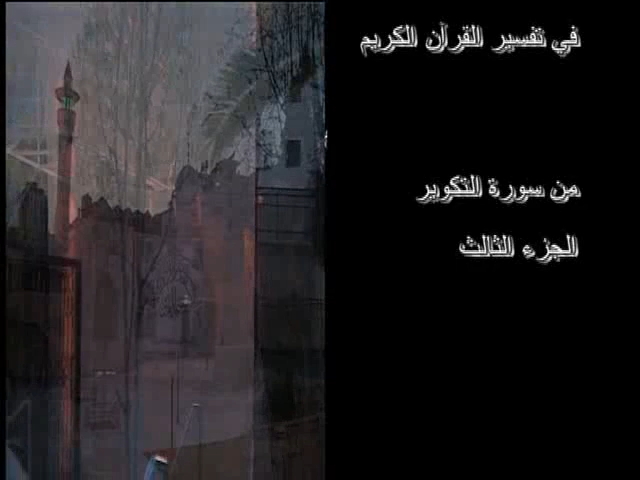 في تفسير القرآن الكريم
من سورة التكوير
الجزء الثالث